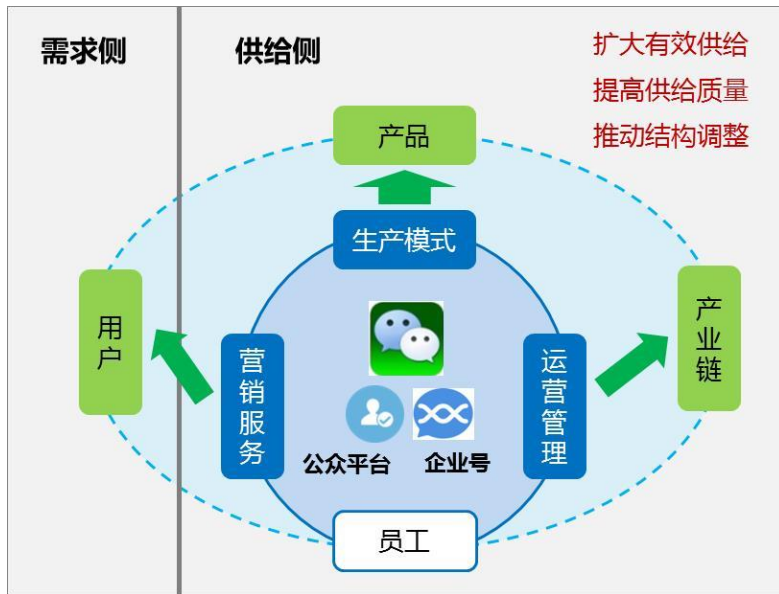 需求侧
供给侧
扩大有效供给
提高供给质量
推动结构调整
产品
生产模式
用户
营销服务
运营管理
产业链
公众平台
企业号
员工